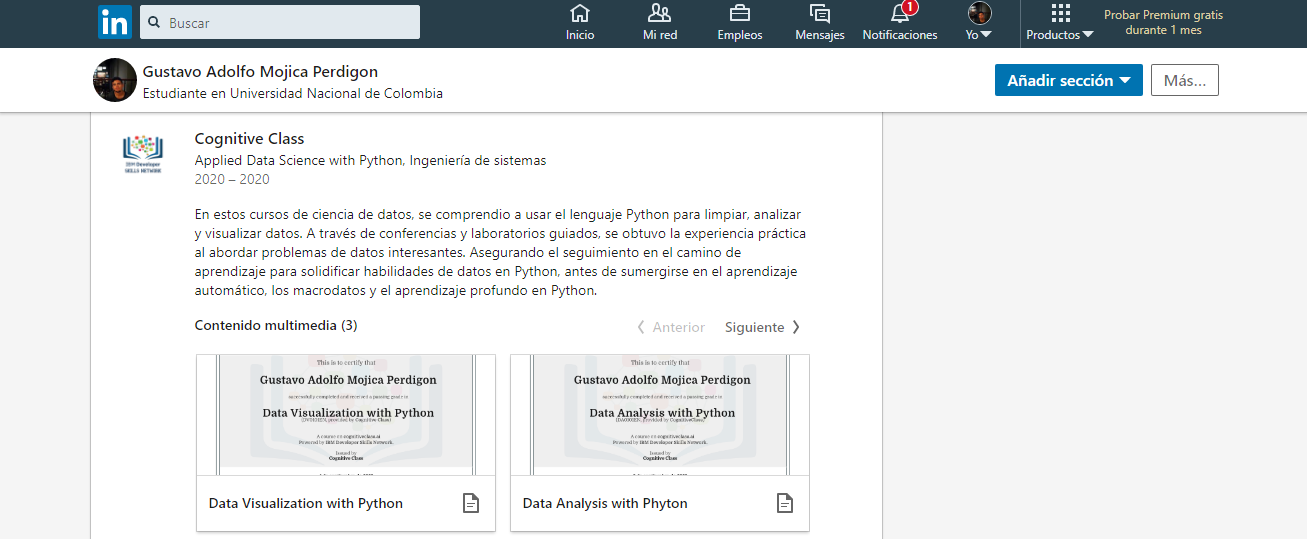 in
Buscar
Inicio
Mi red
Empleos
Mensajes
1
Notificaciones
Yo
Productos
Probar Premium gratis
durante 1 mes
Gustavo Adolfo Mojica Perdigon
Estudiante en Universidad Nacional de Colombia
Añadir sección
Más...
IBM Developer
SKILLS NETWORK
Cognitive Class
Applied Data Science with Python, Ingeniería de sistemas
2020 – 2020
En estos cursos de ciencia de datos, se comprendio a usar el lenguaje Python para limpiar, analizar
y visualizar datos. A través de conferencias y laboratorios guiados, se obtuvo la experiencia práctica
al abordar problemas de datos interesantes. Asegurando el seguimiento en el camino de
aprendizaje para solidificar habilidades de datos en Python, antes de sumergirse en el aprendizaje
automático, los macrodatos y el aprendizaje profundo en Python.
Contenido multimedia (3)
Anterior
Siguiente
This is to certify that
Gustavo Adolfo Mojica Perdigon
successfully completed and received a passing grade in
Data Visualization with Python
provided by Cognitive Class)
A course on cognitiveclass.ai
Powered by IBM Developer Skills Network.
Issued by
Cognitive Class
Data Visualization with Python
This is to certify that
Gustavo Adolfo Mojica Perdigon
successfully completed and received a passing grade in
Data Analysis with Python
provided by CognitiveClass)
A course on cognitiveclass.ai
Powered by IBM Developer Skills Network.
Issued by
Cognitive Class
Data Analysis with Phyton